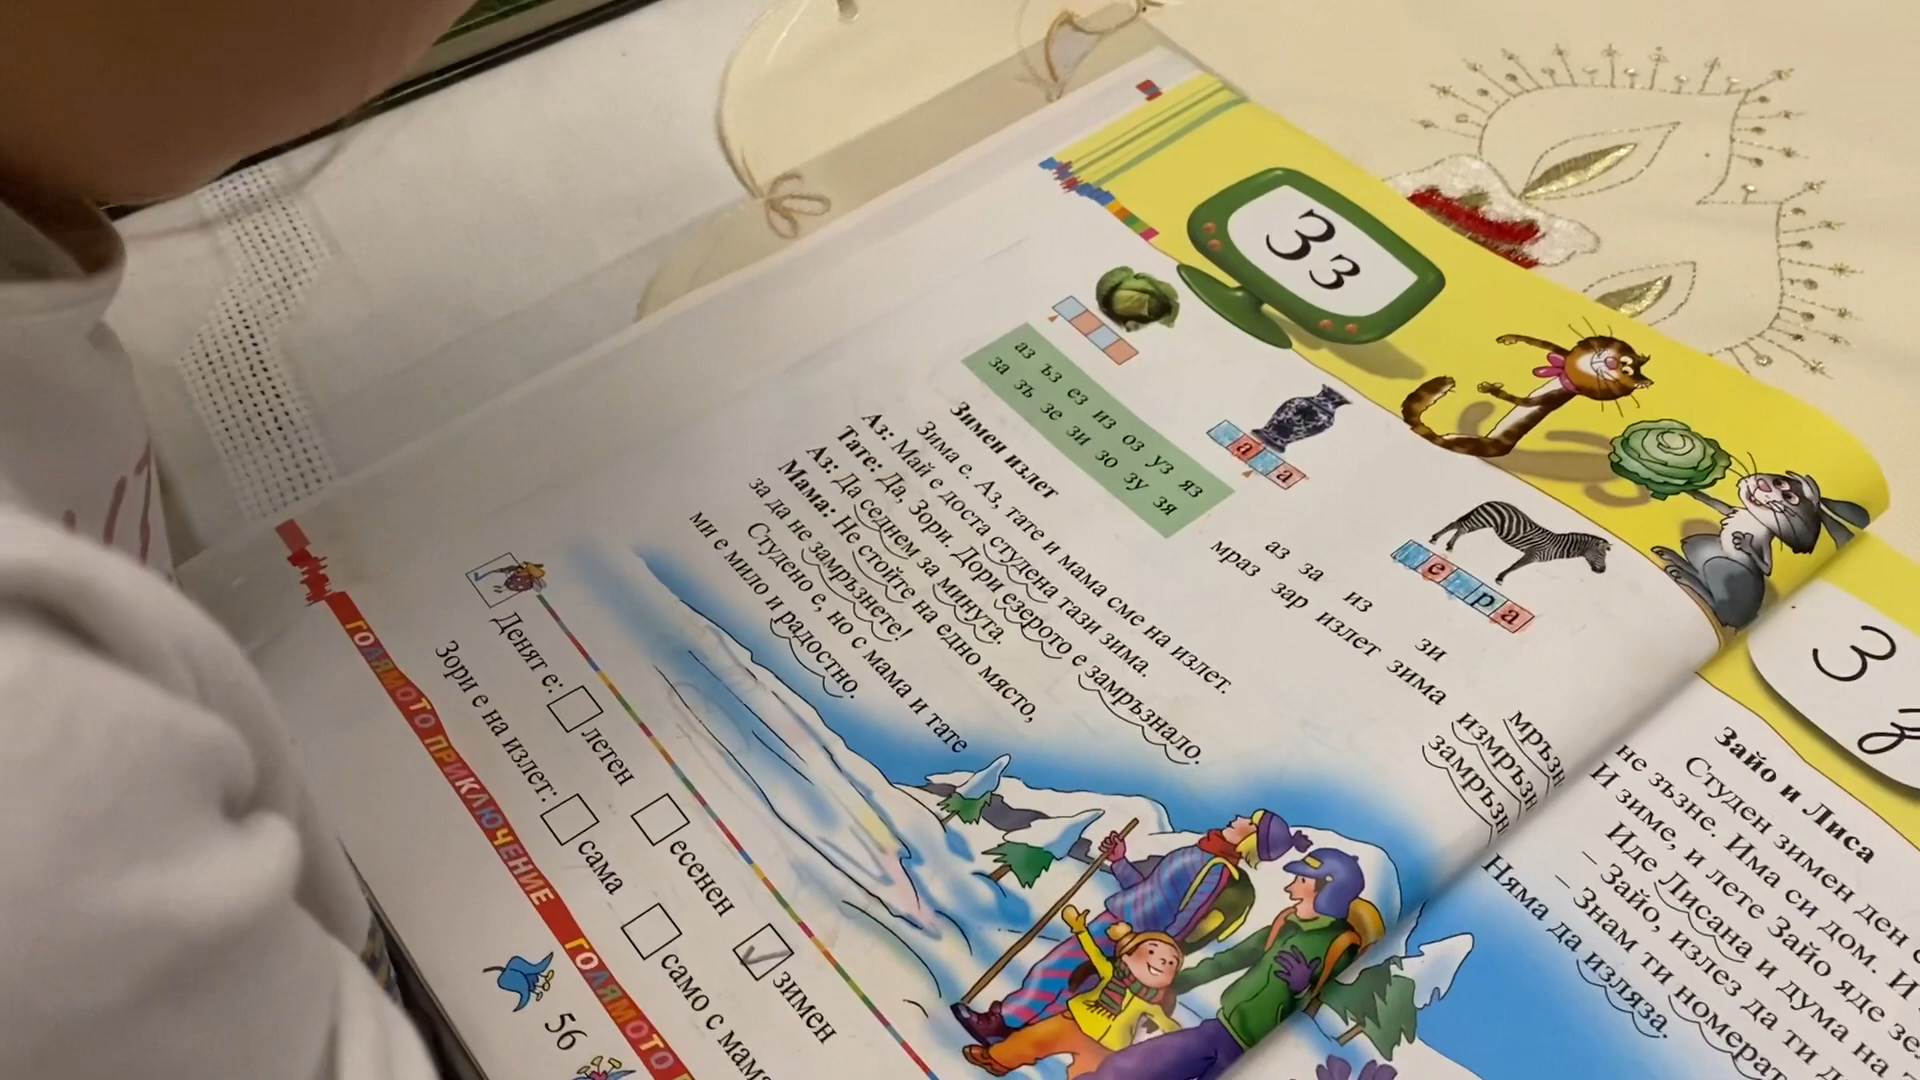 Зз
аз ъз ез из оз уз яз
за зъ зе зи зо зу зя
а а
е р а
аз за из зи
мраз зар излет зима
Зимен излет
Зима е. Аз, тате и мама сме на излет.
Аз: Май е доста студена тази зима.
Тате: Да, Зори. Дори езерото е замръзнало.
Аз: Да седнем за минута.
Мама: Не стойте на едно място,
за да не замръзнете!
Студено е, но с мама и тате
ми е мило и радостно.
Денят е: летен есенен зимен
Зори е на излет: сама само с
ГОЛЯМОТО ПРИКЛЮЧЕНИЕ ГОЛЯМОТО
56
З
з
Зайо и Лиса
Студен зимен ден
не зъзне. Има си дом. И
И зиме, и лете Зайо яде
Иде Лисана и дума на
– Зайо, излез да ти
– Знам ти
Няма да изляза.